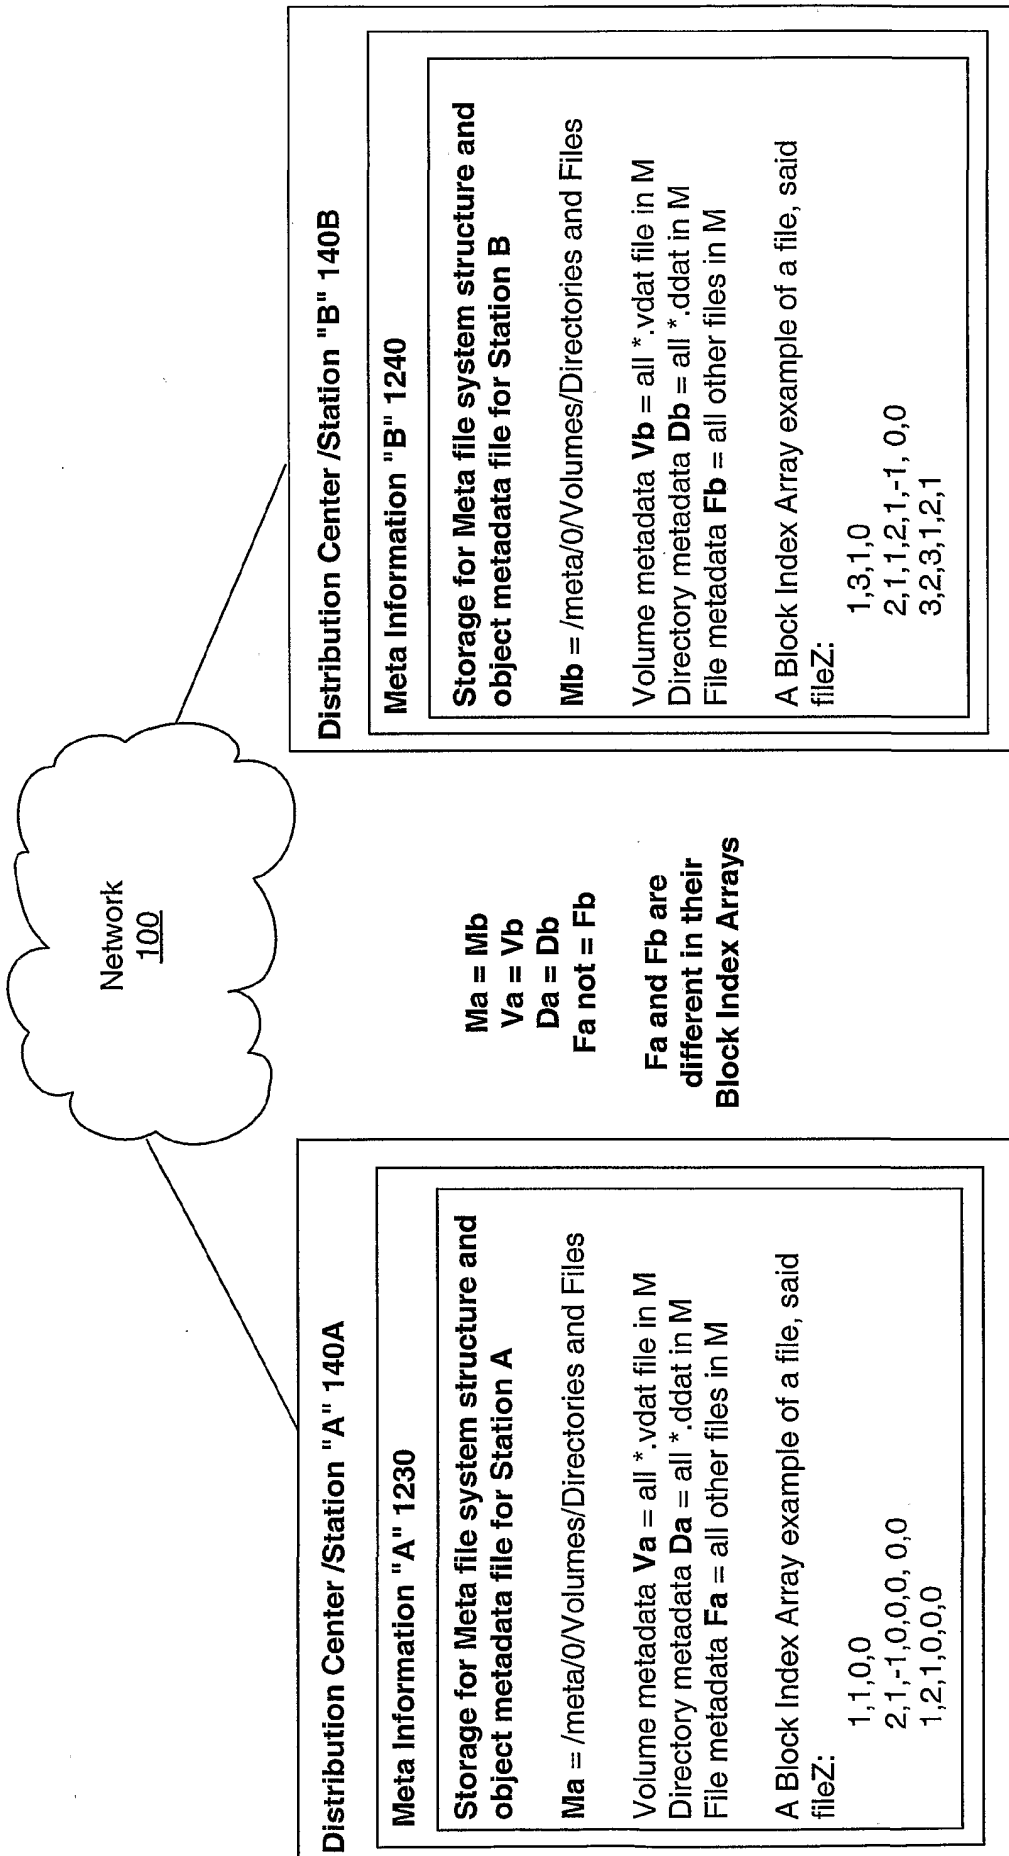 Network
100
Distribution Center /Station "A" 140A
Meta Information "A" 1230
Storage for Meta file system structure and
object metadata file for Station A
Ma = /meta/0/Volumes/Directories and Files
Volume metadata Va = all *.vdat file in M
Directory metadata Da = all *.ddat in M
File metadata Fa = all other files in M
A Block Index Array example of a file, said
fileZ:
1,1,0,0
2,1,-1,0,0,0,0,0
1,2,1,0,0,0
Ma = Mb
Va = Vb
Da = Db
Fa not = Fb
Fa and Fb are
different in their
Block Index Arrays
Distribution Center /Station "B" 140B
Meta Information "B" 1240
Storage for Meta file system structure and
object metadata file for Station B
Mb = /meta/0/Volumes/Directories and Files
Volume metadata Vb = all *.vdat file in M
Directory metadata Db = all *.ddat in M
File metadata Fb = all other files in M
A Block Index Array example of a file, said
fileZ:
1,3,1,0
2,1,1,2,1,-1, 0,0
3,2,3,1,2,1